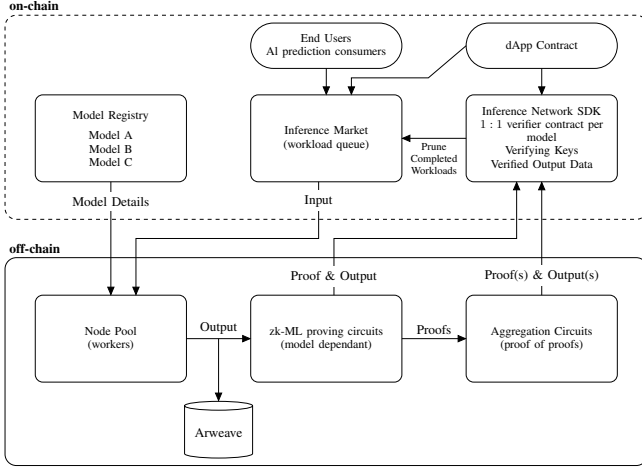 on-chain
End Users
AI prediction consumers
dApp Contract
Model Registry
Model A
Model B
Model C
Inference Market
(workload queue)
Prune
Completed
Workloads
Inference Network SDK
1 : 1 verifier contract per
model
Verifying Keys
Verified Output Data
Model Details
Input
off-chain
Proof & Output
Proof(s) & Output(s)
Node Pool
(workers)
Output
zk-ML proving circuits
(model dependant)
Proofs
Aggregation Circuits
(proof of proofs)
Arweave